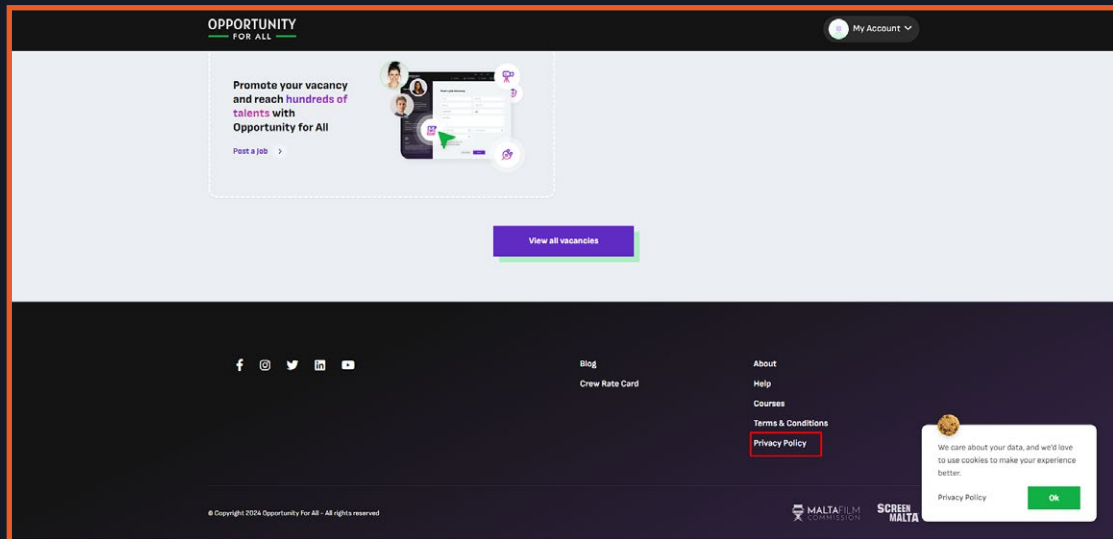 OPPORTUNITY
FOR ALL
My Account
Promote your vacancy
and reach hundreds of
talents with
Opportunity for All
Post a job
View all vacancies
Blog
Crew Rate Card
About
Help
Courses
Terms & Conditions
Privacy Policy
We care about your data, and we'd love
to use cookies to make your experience
better.
Privacy Policy
Ok
© Copyright 2024 Opportunity For All - All rights reserved
MALTAFILM
COMMISSION
SCREEN
MALTA